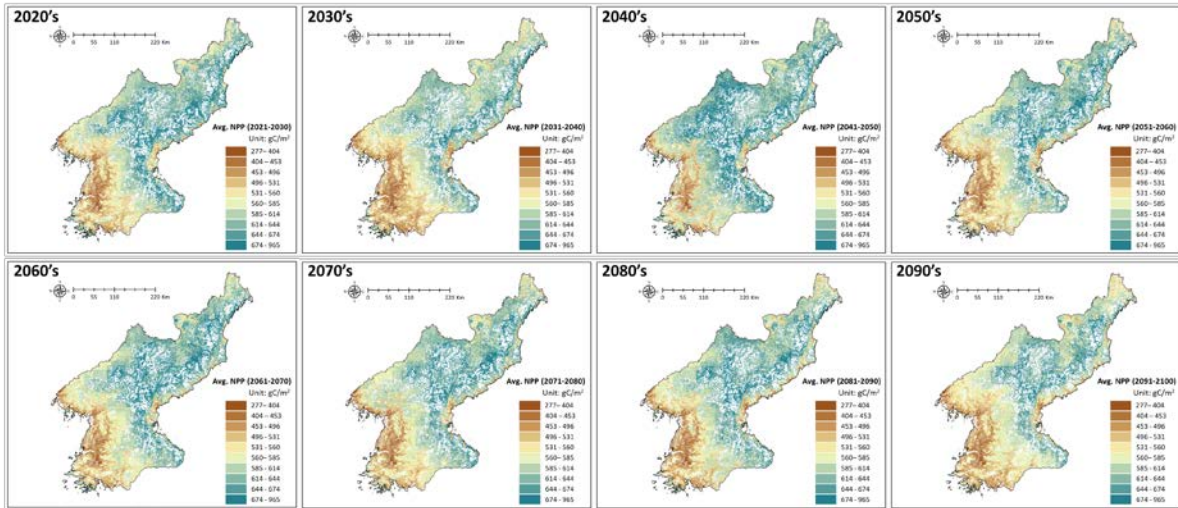 2020's
0 55 110 220 Km
Avg. NPP (2021-2030)
Unit: gC/m²
277– 404
404 – 453
453 - 496
496 - 531
531 - 560
560– 585
585 - 614
614 - 644
644 - 674
674 - 965
2030's
0 55 110 220 Km
Avg. NPP (2031-2040)
Unit: gC/m²
277– 404
404 – 453
453 - 496
496 - 531
531 - 560
560– 585
585 - 614
614 - 644
644 - 674
674 - 965
2040's
0 55 110 220 Km
Avg. NPP (2041-2050)
Unit: gC/m²
277– 404
404 – 453
453 - 496
496 - 531
531 - 560
560– 585
585 - 614
614 - 644
644 - 674
674 - 965
2050's
0 55 110 220 Km
Avg. NPP (2051-2060)
Unit: gC/m²
277– 404
404 – 453
453 - 496
496 - 531
531 - 560
560– 585
585 - 614
614 - 644
644 - 674
674 - 965
2060's
0 55 110 220 Km
Avg. NPP (2061-2070)
Unit: gC/m²
277– 404
404 – 453
453 - 496
496 - 531
531 - 560
560– 585
585 - 614
614 - 644
644 - 674
674 - 965
2070's
0 55 110 220 Km
Avg. NPP (2071-2080)
Unit: gC/m²
277– 404
404 – 453
453 - 496
496 - 531
531 - 560
560– 585
585 - 614
614 - 644
644 - 674
674 - 965
2080's
0 55 110 220 Km
Avg. NPP (2081-2090)
Unit: gC/m²
277– 404
404 – 453
453 - 496
496 - 531
531 - 560
560– 585
585 - 614
614 - 644
644 - 674
674 - 965
2090's
0 55 110 220 Km
Avg. NPP (2091-2100)
Unit: gC/m²
277– 404
404 – 453
453 - 496
496 - 531
531 - 560
560– 585
585 - 614
614 - 644
644 - 674
674 - 965